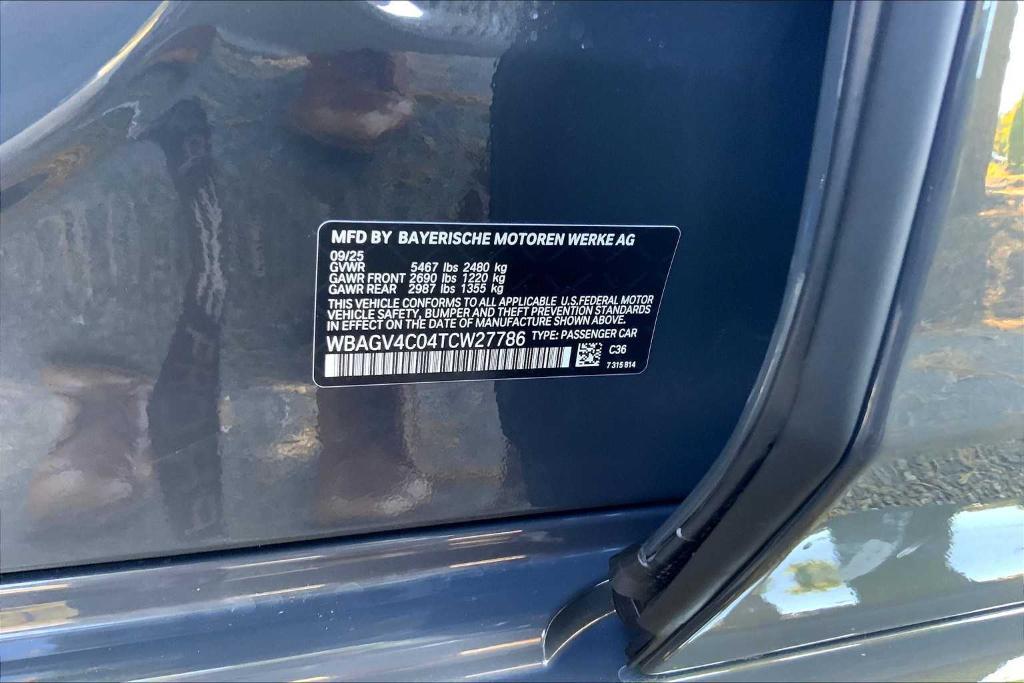 MFD BY BAYERISCHE MOTOREN WERKE AG
09/25
GVWR 5467 lbs 2480 kg
GAWR FRONT 2690 lbs 1220 kg
GAWR REAR 2987 lbs 1355 kg
THIS VEHICLE CONFORMS TO ALL APPLICABLE U.S.FEDERAL MOTOR
VEHICLE SAFETY, BUMPER AND THEFT PREVENTION STANDARDS
IN EFFECT ON THE DATE OF MANUFACTURE SHOWN ABOVE.
WBAGV4C04TCW27786 TYPE: PASSENGER CAR
C36
7 315 814